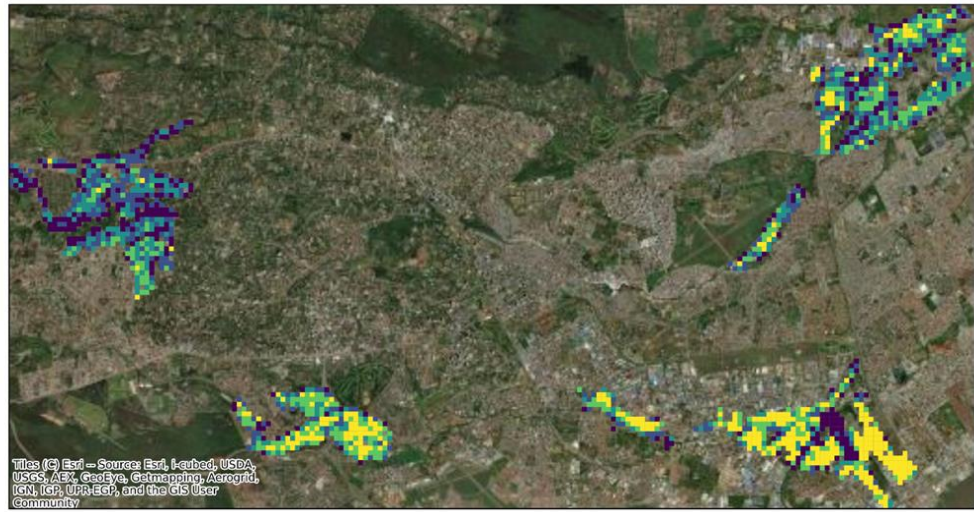 Tiles (C) Esri -- Source: Esri, i-cubed, USDA,
USGS, AEX, GeoEye, Getmapping, Aerogrid,
IGN, IGP, UPR-EGP, and the GIS User
Community